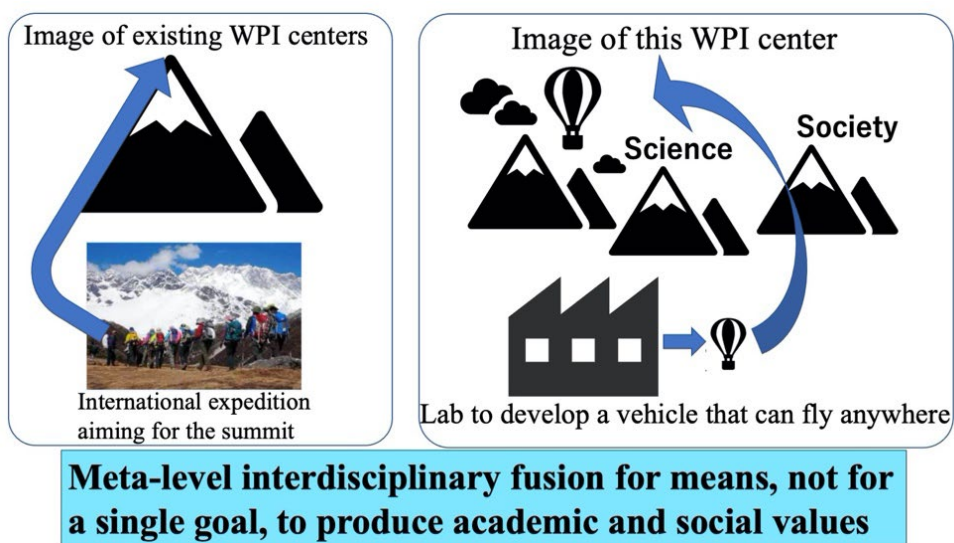 Image of existing WPI centers
International expedition
aiming for the summit
Image of this WPI center
Science
Society
Lab to develop a vehicle that can fly anywhere
Meta-level interdisciplinary fusion for means, not for
a single goal, to produce academic and social values